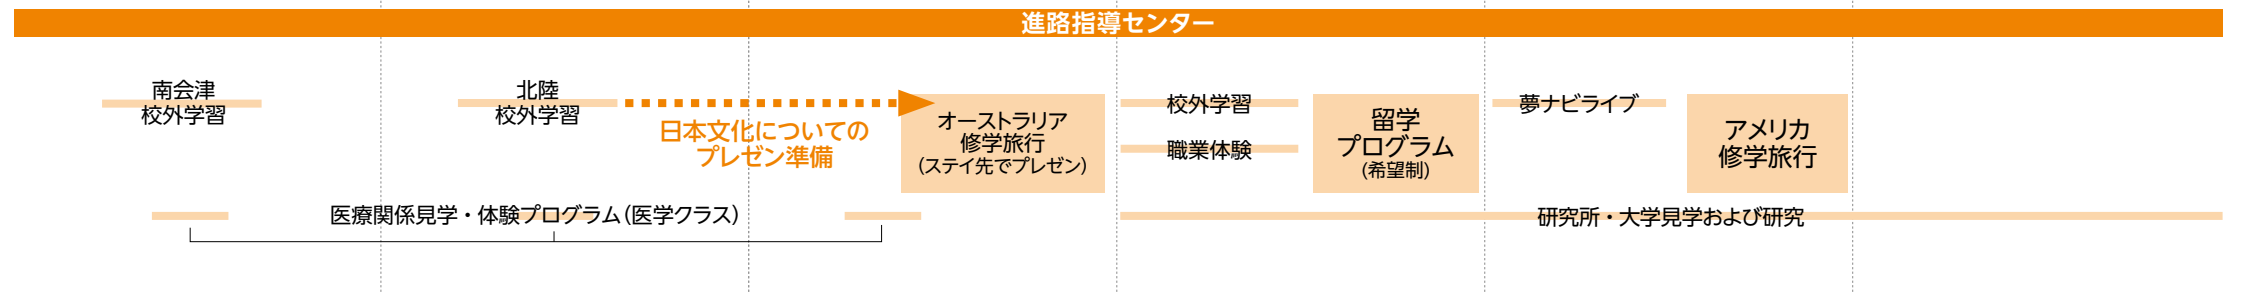 進路指導センター
南会津
校外学習
北陸
校外学習
日本文化についての
プレゼン準備
オーストラリア
修学旅行
(ステイ先でプレゼン)
校外学習
職業体験
留学
プログラム
(希望制)
夢ナビライブ
アメリカ
修学旅行
医療関係見学・体験プログラム(医学クラス)
研究所・大学見学および研究